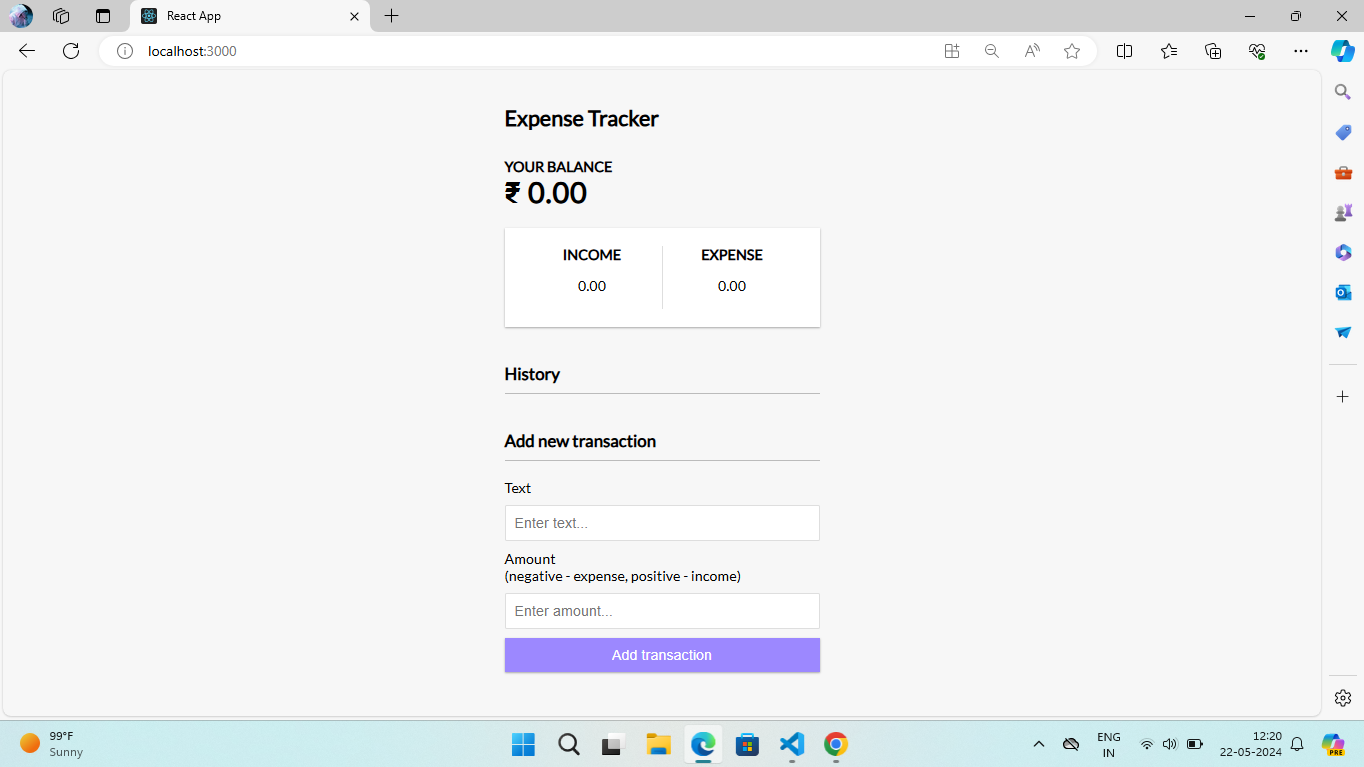 React App
localhost:3000
Expense Tracker
YOUR BALANCE
₹ 0.00
INCOME
EXPENSE
0.00
0.00
History
Add new transaction
Text
Enter text...
Amount
(negative - expense, positive - income)
Enter amount...
Add transaction
99°F
Sunny
ENG
IN
12:20
22-05-2024
PRE